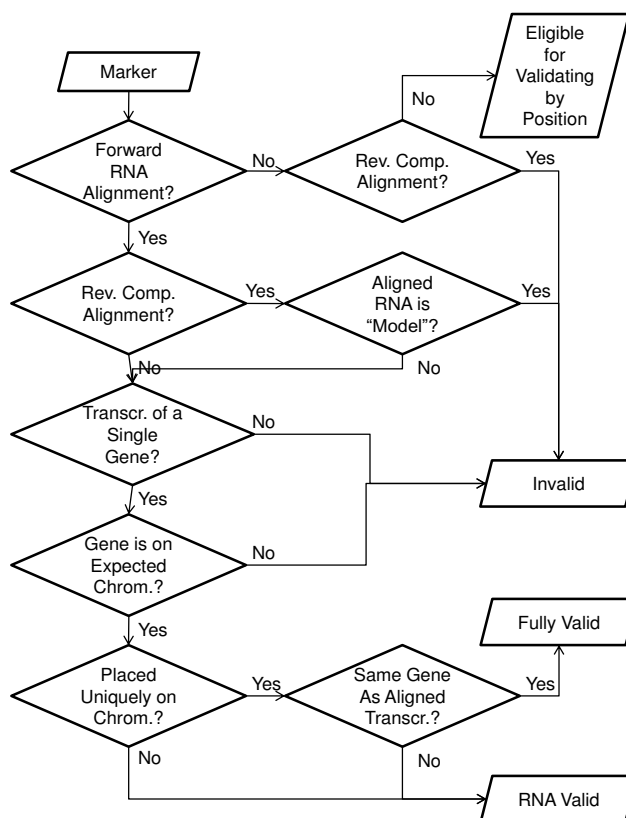 Marker
Eligible
for
Validating
by
Position
No
Forward
RNA
Alignment?
No
Rev. Comp.
Alignment?
Yes
Yes
Rev. Comp.
Alignment?
Yes
Aligned
RNA is
“Model”?
Yes
No
No
Transcr. of a
Single
Gene?
No
Yes
Invalid
Gene is on
Expected
Chrom.?
No
Yes
Fully Valid
Placed
Uniquely on
Chrom.?
Yes
Same Gene
As Aligned
Transcr.?
Yes
No
No
RNA Valid